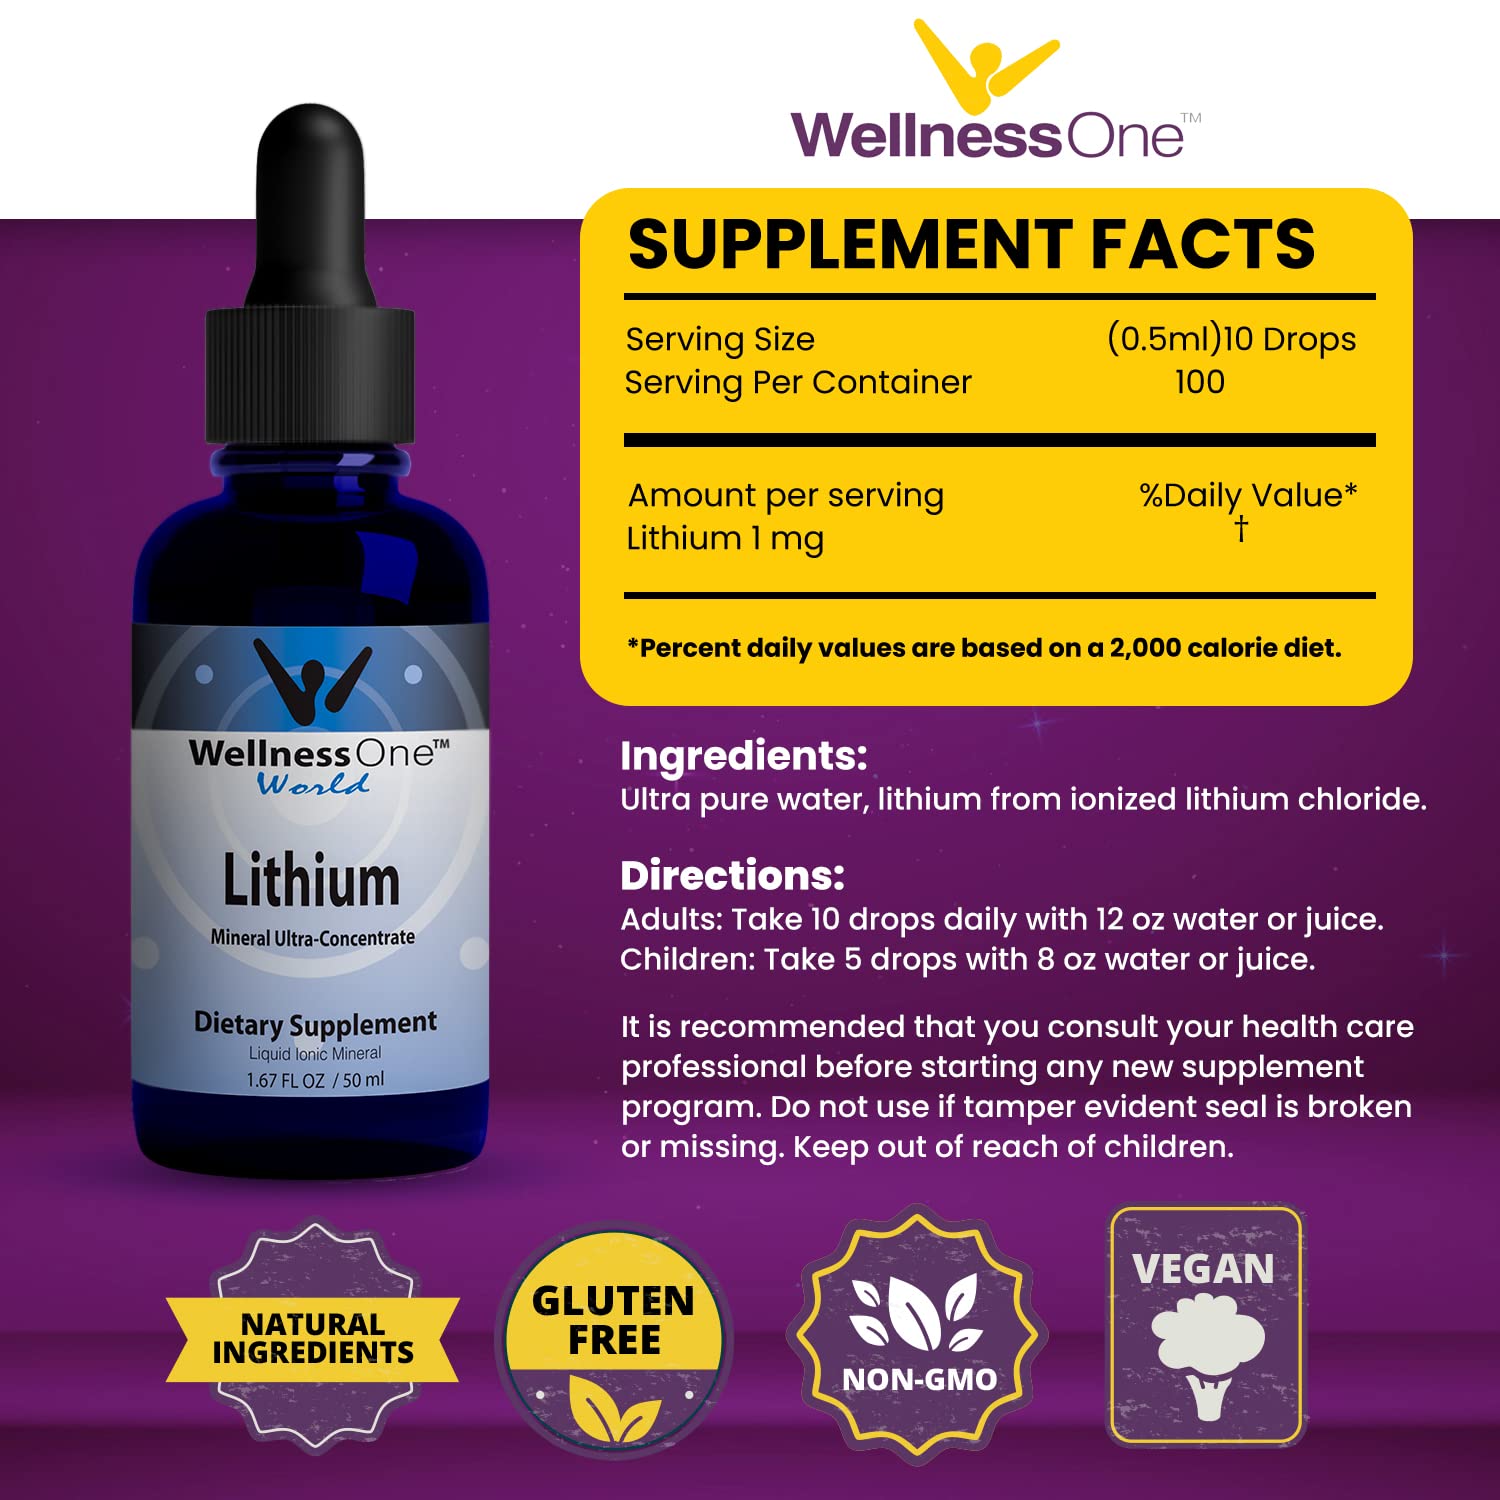 WellnessOne™
SUPPLEMENT FACTS
Serving Size (0.5ml)10 Drops
Serving Per Container 100
Amount per serving %Daily Value*
Lithium 1 mg †
*Percent daily values are based on a 2,000 calorie diet.
Ingredients:
Ultra pure water, lithium from ionized lithium chloride.
Directions:
Adults: Take 10 drops daily with 12 oz water or juice.
Children: Take 5 drops with 8 oz water or juice.
It is recommended that you consult your health care
professional before starting any new supplement
program. Do not use if tamper evident seal is broken
or missing. Keep out of reach of children.
WellnessOne™
World
Lithium
Mineral Ultra-Concentrate
Dietary Supplement
Liquid Ionic Mineral
1.67 FL OZ / 50 ml
NATURAL
INGREDIENTS
GLUTEN
FREE
NON-GMO
VEGAN